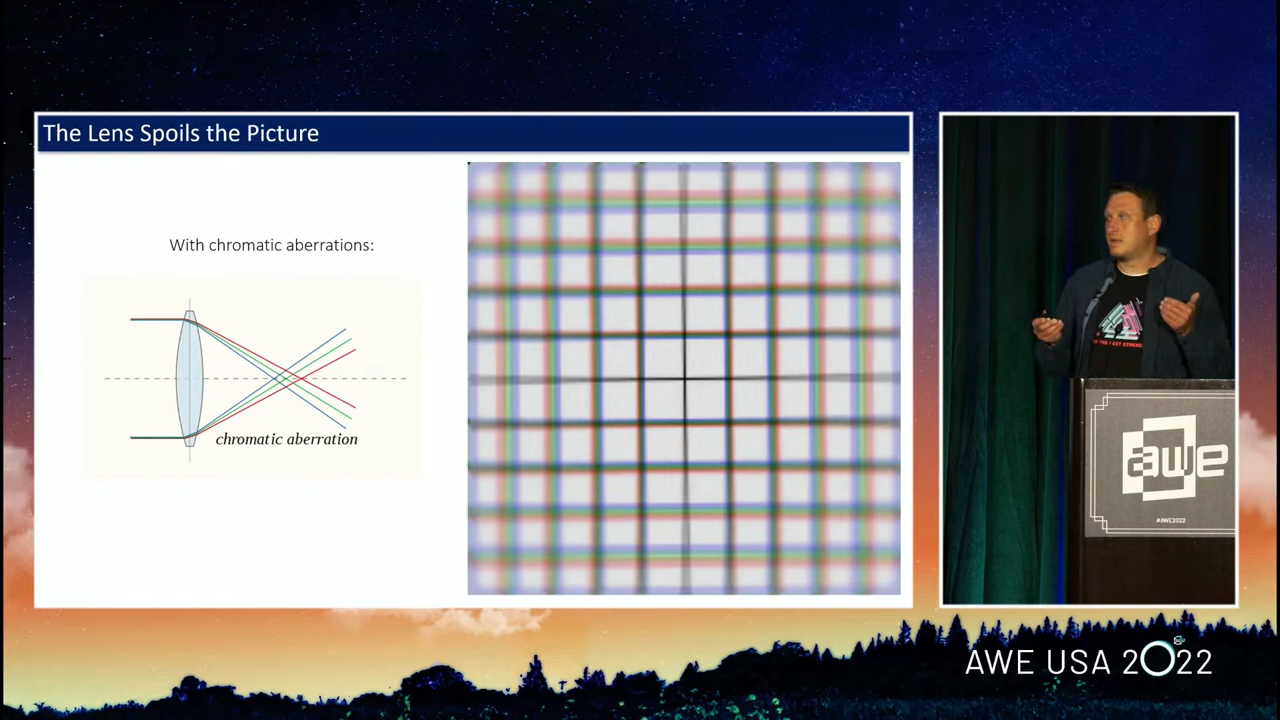 The Lens Spoils the Picture
With chromatic aberrations:
chromatic aberration
awe
#AWE2022
AWE USA 2022